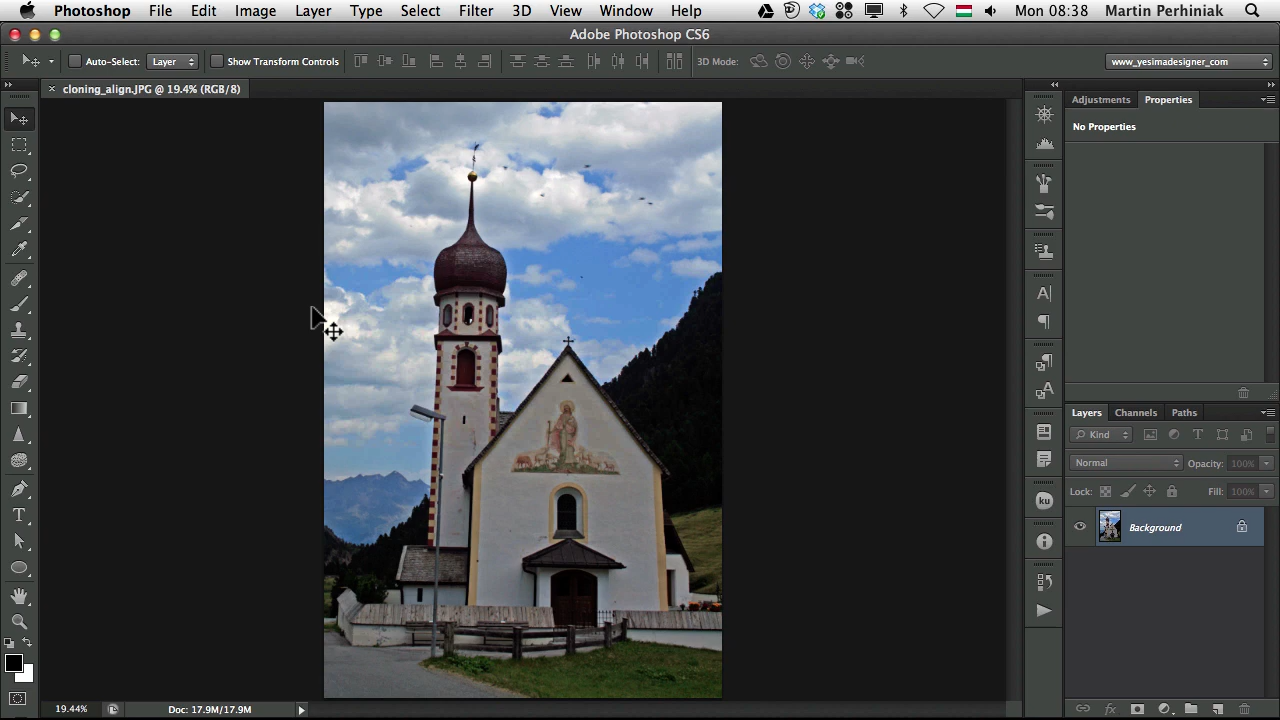 Photoshop File Edit Image Layer Type Select Filter 3D View Window Help Mon 08:38 Martin Perhiniak
Adobe Photoshop CS6
Auto-Select: Layer Show Transform Controls 3D Mode: www_yesimadesigner_com
× cloning_align.JPG @ 19.4% (RGB/8)
Adjustments Properties
No Properties
Layers Channels Paths
Kind
Normal Opacity: 100%
Lock: Fill: 100%
Background
ku
19.44% Doc: 17.9M/17.9M